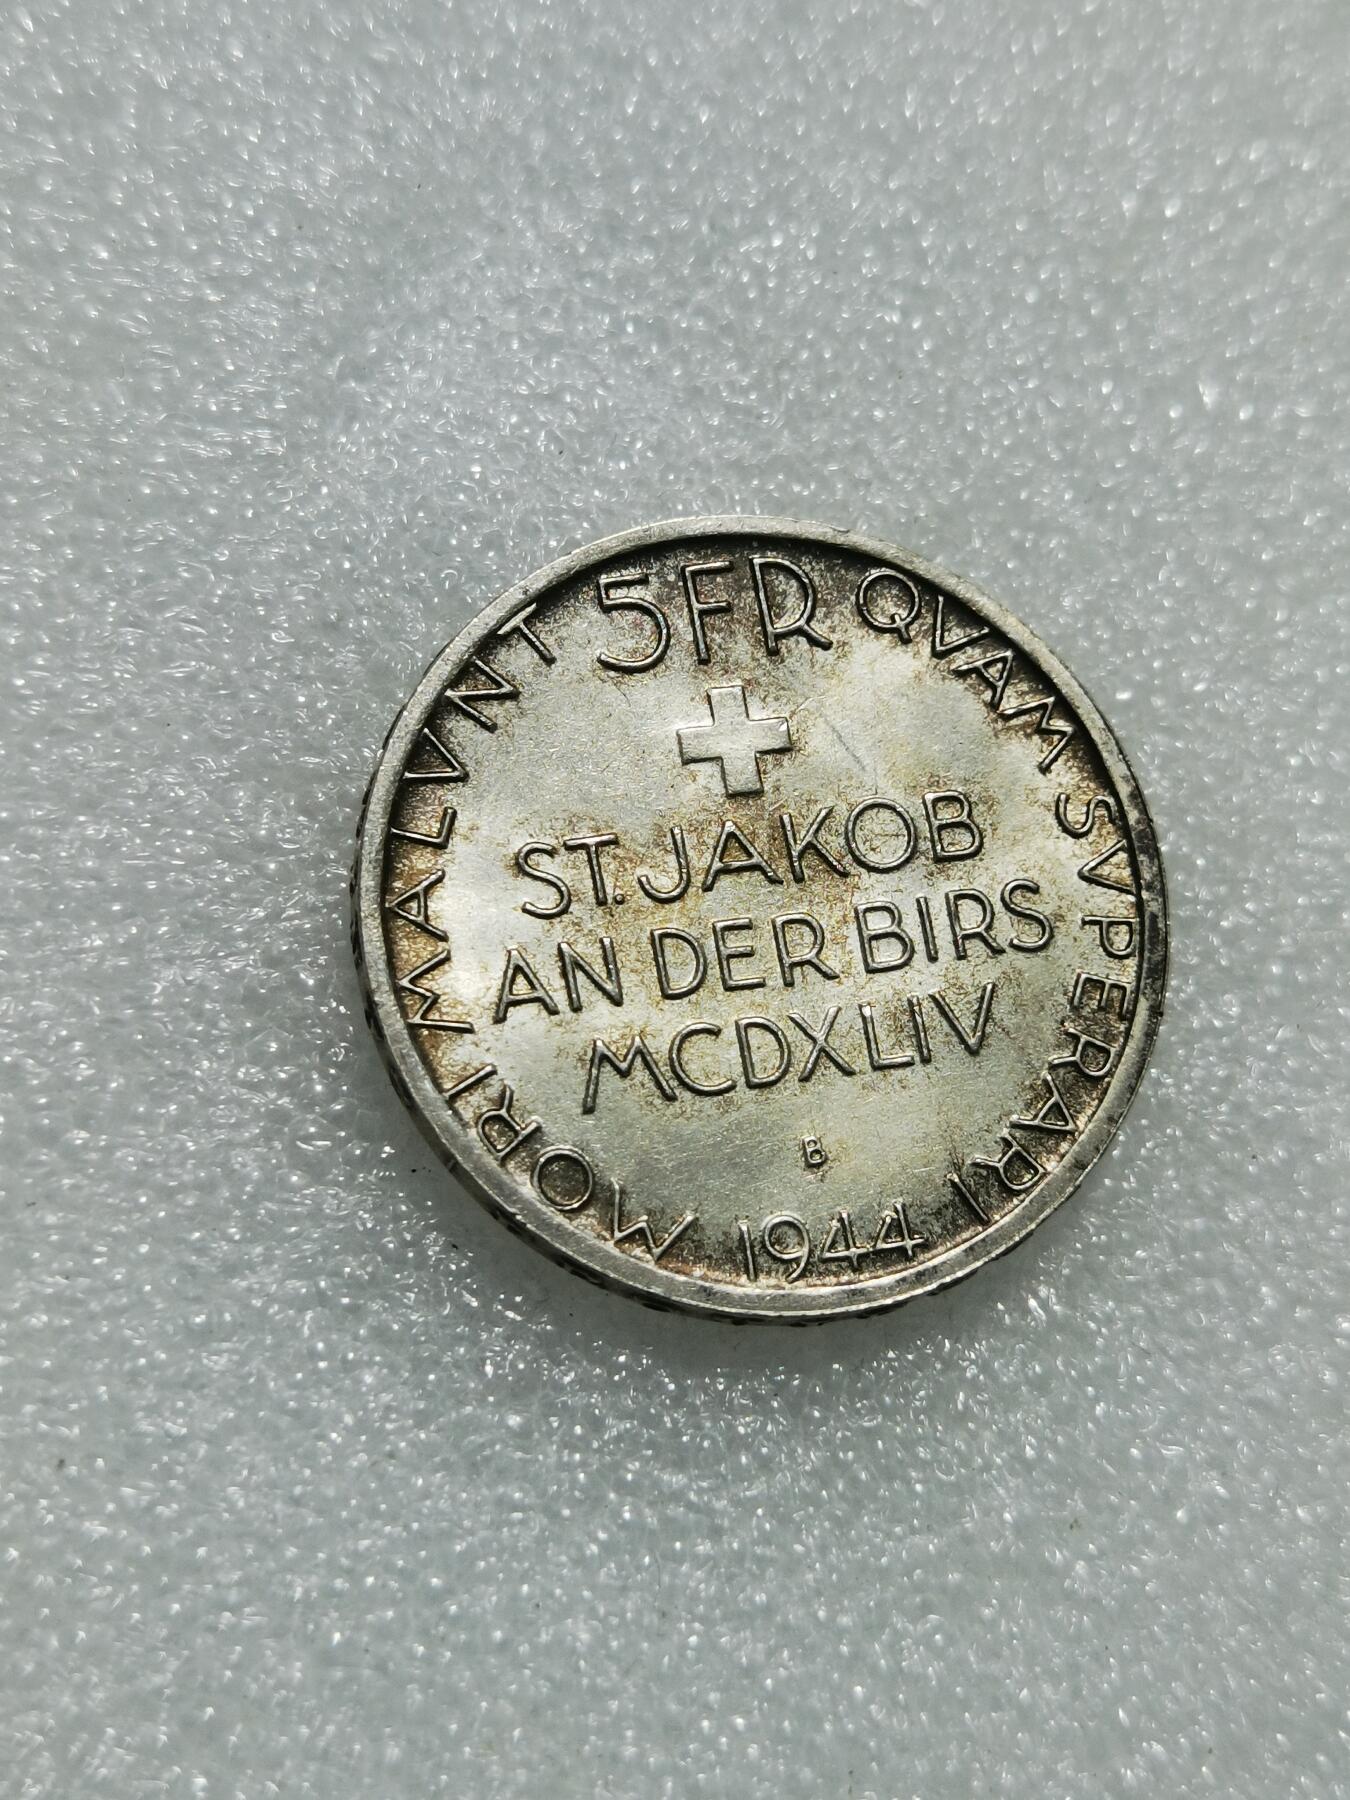 5FR
ST. JAKOB
AN DER BIRS
MCDXLIV
B
1944
MORI MALVNT
QVAM SVPERARI